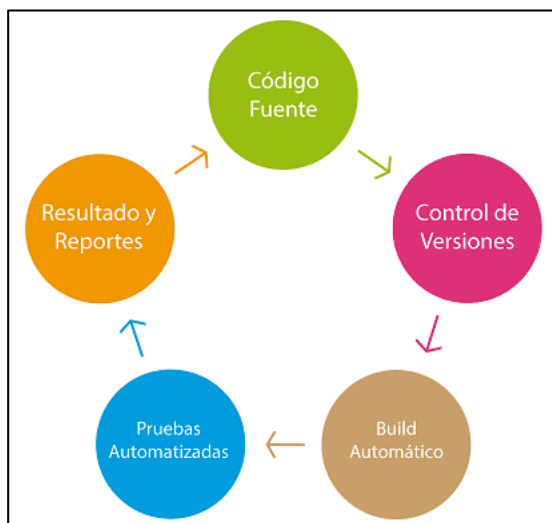 Código
Fuente
Control de
Versiones
Build
Automático
Pruebas
Automatizadas
Resultado y
Reportes